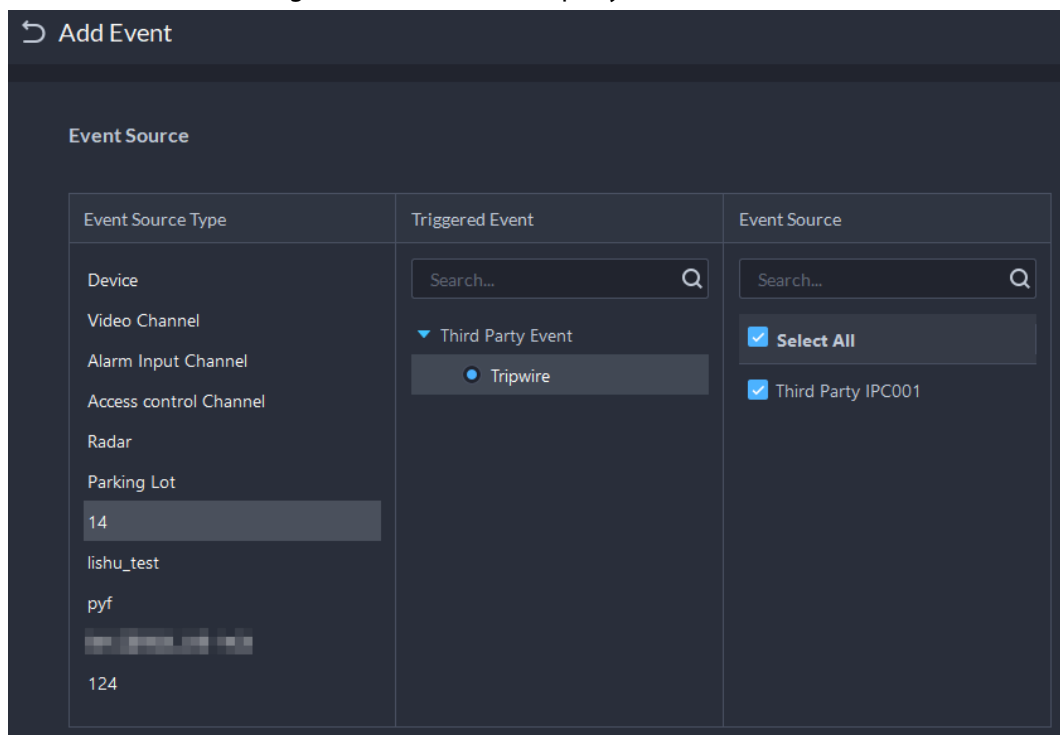 Add Event
Event Source
Event Source Type
Triggered Event
Event Source
Device
Video Channel
Alarm Input Channel
Access control Channel
Radar
Parking Lot
14
lishu_test
pyf
124
Search...
Third Party Event
Tripwire
Search...
Select All
Third Party IPC001